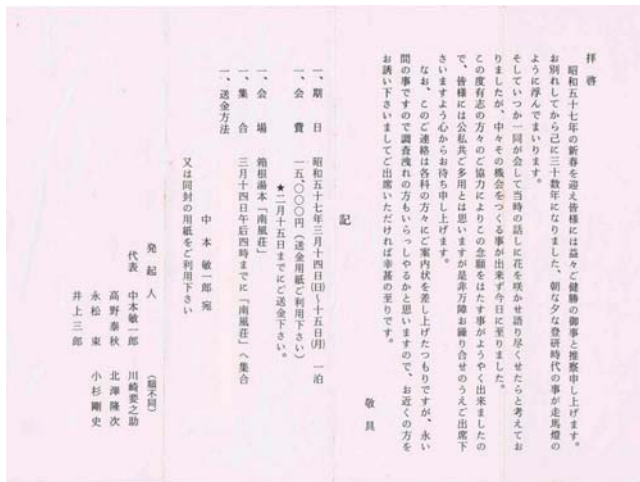 拝啓
昭和五十七年の新春を迎え皆様には益々ご健勝の御事と推察申し上げます。
お別れしてから已に三十数年になりました、朝な夕な登研時代の事が走馬燈の
ように浮んでまいります。
そしていつか一同が会して当時の話しに花を咲かせ語り尽くせたらと考えてお
りましたが、中々その機会をつくる事が出来ず今日に至りました。
この度有志の方々のご協力によりこの念願をはたす事がようやく出来ましたの
で、皆様には公私共ご多用とは思いますが是非万障お繰り合せのうえご出席下
さいますよう心からお待ち申し上げます。
なお、このご連絡は各科の方々にご案内状を差し上げたつもりですが、永い
間の事ですので調査洩れの方もいらっしやるかと思いますので、お近くの方を
お誘い下さいましてご出席いただければ幸甚の至りです。
敬具
記
一、期日 昭和五十七年三月十四日(日)〜十五日(月) 一泊
一、会費 一五、〇〇〇円(送金用紙ご利用下さい)
★二月十五日までにご送金下さい。
一、会場 箱根湯本「南風荘」
一、集合 三月十四日午后四時までに「南風荘」へ集合
一、送金方法
中本敏一郎宛
又は同封の用紙をご利用下さい
発起人 (順不同)
代表 中本敏一郎 川崎要之助
高野泰秋 北澤隆次
永松東 小杉剛史
井上三郎